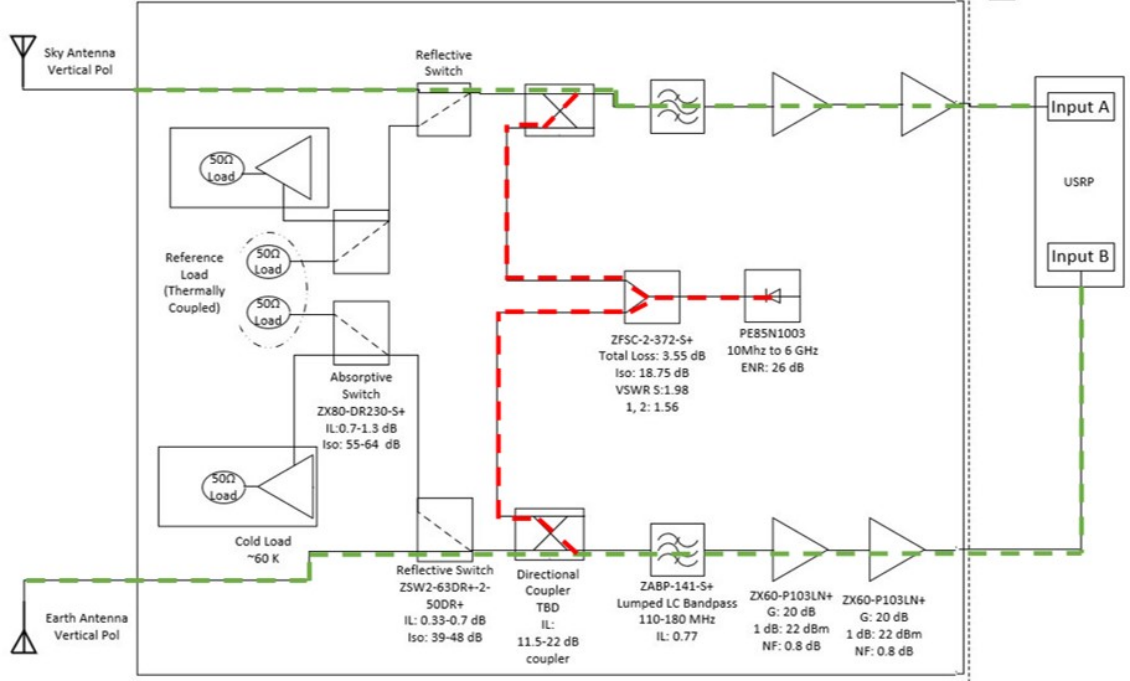 Sky Antenna
Vertical Pol
Reflective
Switch
Input A
USRP
Input B
50Ω
Load
Reference
Load
(Thermally
Coupled)
50Ω
Load
50Ω
Load
Absorptive
Switch
ZX80-DR230-S+
IL:0.7-1.3 dB
Iso: 55-64 dB
ZFSC-2-372-S+
Total Loss: 3.55 dB
Iso: 18.75 dB
VSWR S:1.98
1, 2: 1.56
PE85N1003
10Mhz to 6 GHz
ENR: 26 dB
50Ω
Load
Cold Load
~60 K
Earth Antenna
Vertical Pol
Reflective Switch
ZSW2-63DR+-2-
50DR+
IL: 0.33-0.7 dB
Iso: 39-48 dB
Directional
Coupler
TBD
IL:
11.5-22 dB
coupler
ZABP-141-S+
Lumped LC Bandpass
110-180 MHz
IL: 0.77
ZX60-P103LN+
G: 20 dB
1 dB: 22 dBm
NF: 0.8 dB
ZX60-P103LN+
G: 20 dB
1 dB: 22 dBm
NF: 0.8 dB